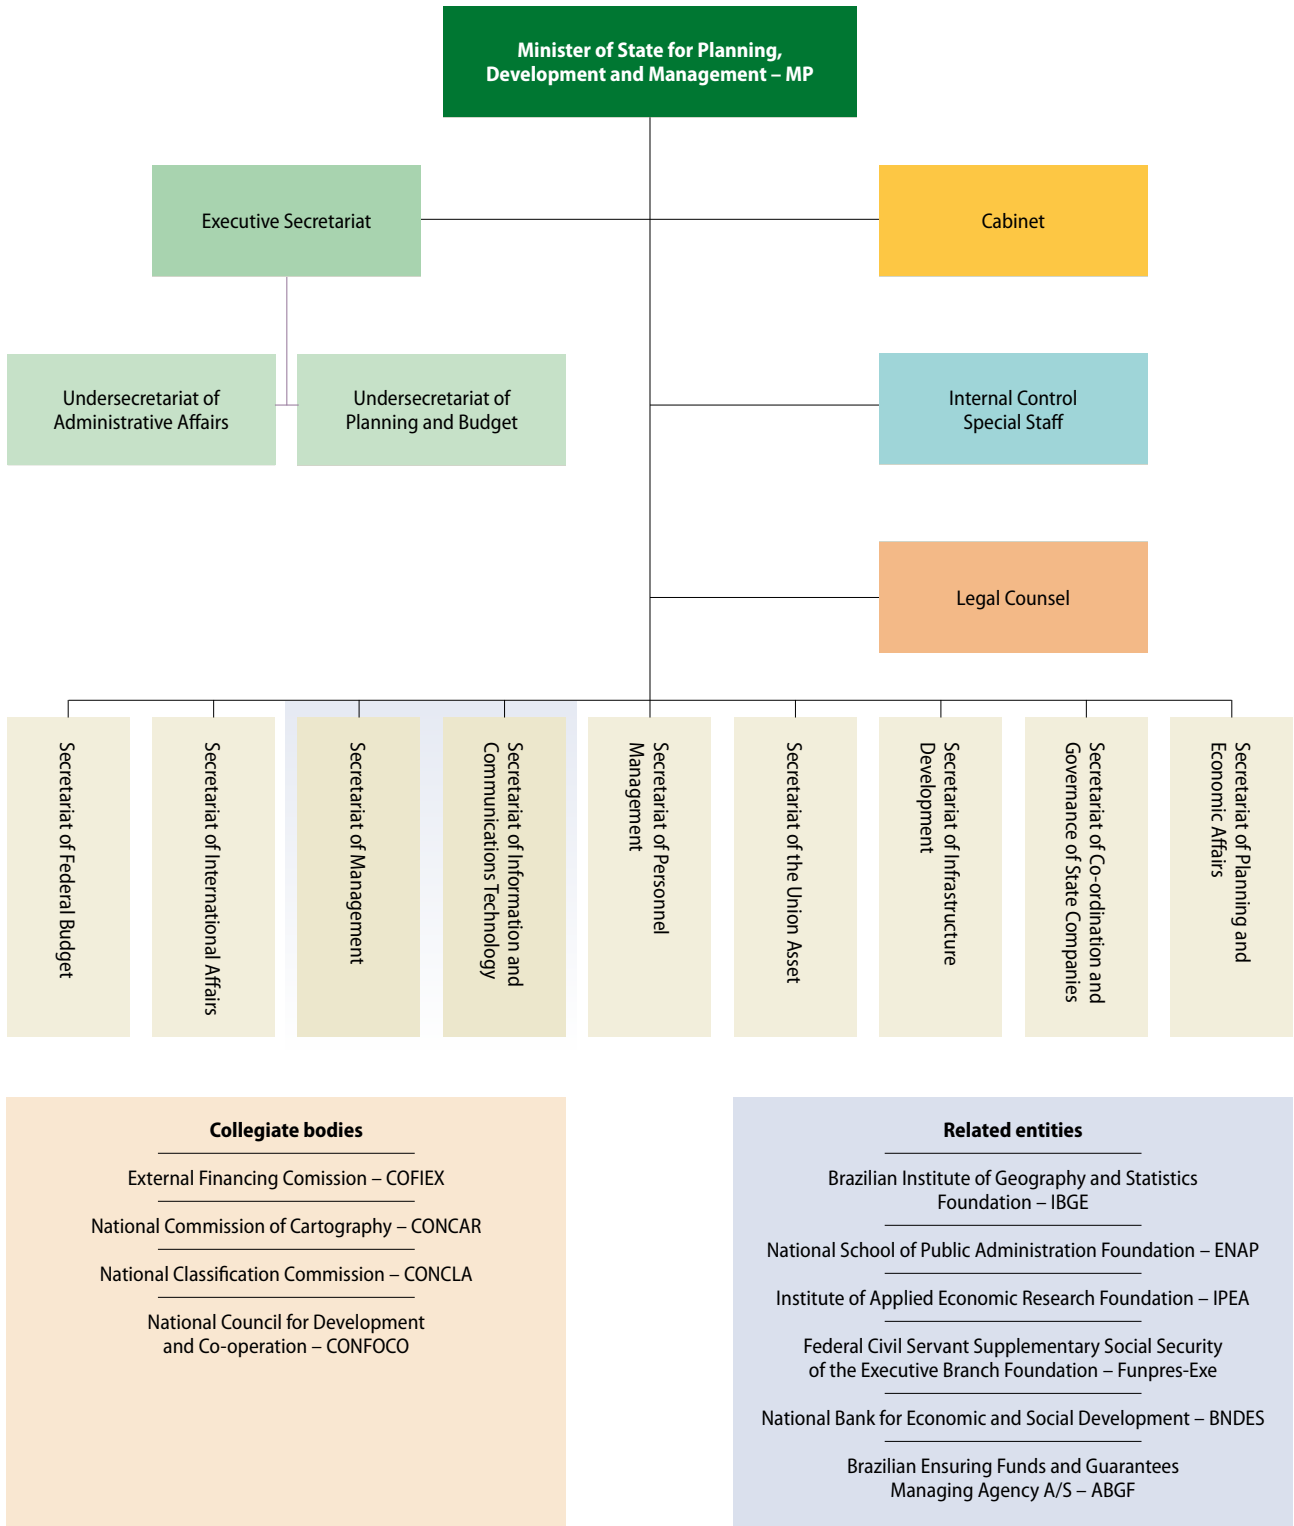 Minister of State for Planning,
Development and Management – MP
Executive Secretariat
Cabinet
Undersecretariat of
Administrative Affairs
Undersecretariat of
Planning and Budget
Internal Control
Special Staff
Legal Counsel
Secretariat of Federal Budget
Secretariat of International Affairs
Secretariat of Management
Secretariat of Information and
Communications Technology
Secretariat of Personnel
Management
Secretariat of the Union Asset
Secretariat of Infrastructure
Development
Secretariat of Co-ordination and
Governance of State Companies
Secretariat of Planning and
Economic Affairs
Collegiate bodies
External Financing Comission – COFIEX
National Commission of Cartography – CONCAR
National Classification Commission – CONCLA
National Council for Development
and Co-operation – CONFOCO
Related entities
Brazilian Institute of Geography and Statistics
Foundation – IBGE
National School of Public Administration Foundation – ENAP
Institute of Applied Economic Research Foundation – IPEA
Federal Civil Servant Supplementary Social Security
of the Executive Branch Foundation – Funpres-Exe
National Bank for Economic and Social Development – BNDES
Brazilian Ensuring Funds and Guarantees
Managing Agency A/S – ABGF